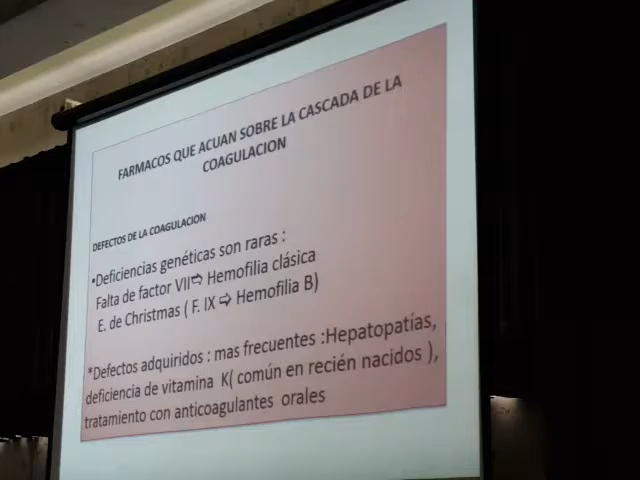 FARMACOS QUE ACUAN SOBRE LA CASCADA DE LA
COAGULACION
DEFECTOS DE LA COAGULACION
•Deficiencias genéticas son raras :
Falta de factor VII⇨ Hemofilia clásica
E. de Christmas ( F. IX ⇨ Hemofilia B)
*Defectos adquiridos : mas frecuentes :Hepatopatías,
deficiencia de vitamina K( común en recién nacidos ),
tratamiento con anticoagulantes orales